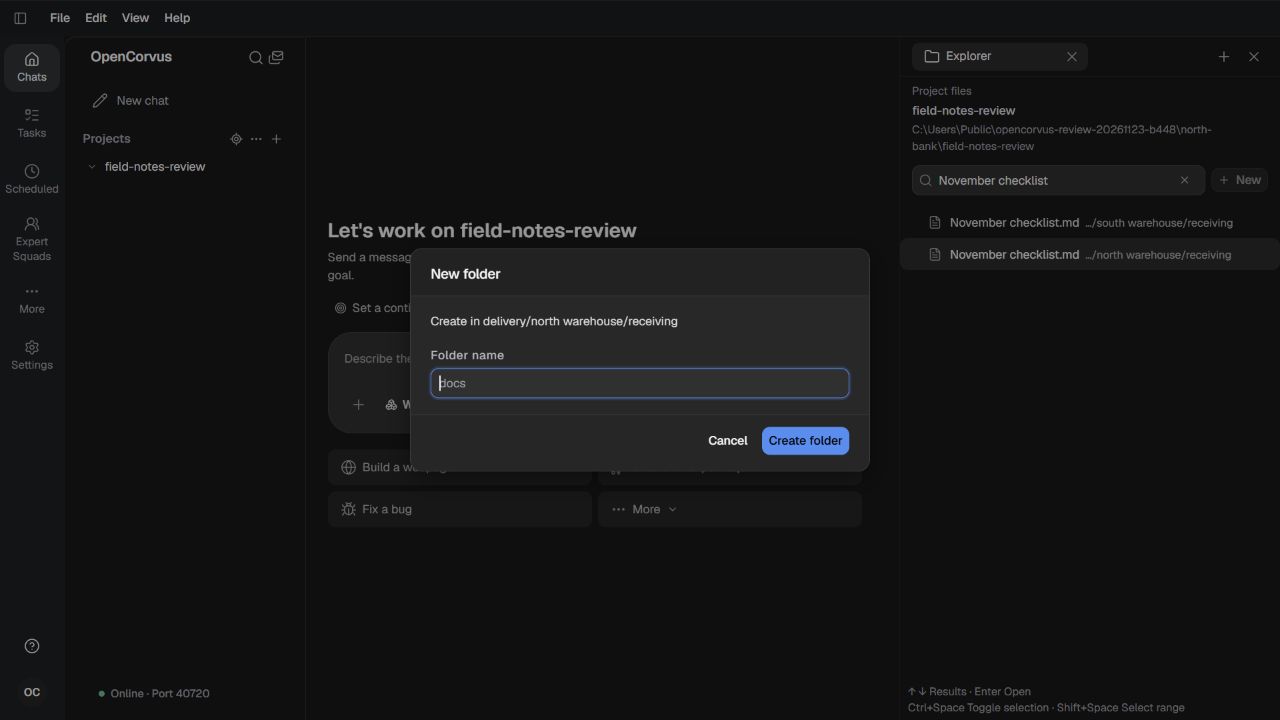 File Edit View Help
OpenCorvus
New chat
Projects
field-notes-review
Chats
Tasks
Scheduled
Expert
Squads
More
Settings
OC
Online · Port 40720
Let's work on field-notes-review
Send a messag
goal.
Set a conti
Describe the
Build a
Fix a bug
More
New folder
Create in delivery/north warehouse/receiving
Folder name
docs
Cancel
Create folder
Explorer
Project files
field-notes-review
C:\Users\Public\opencorvus-review-20261123-b448\north-
bank\field-notes-review
November checklist
New
November checklist.md .../south warehouse/receiving
November checklist.md .../north warehouse/receiving
↑↓ Results · Enter Open
Ctrl+Space Toggle selection · Shift+Space Select range